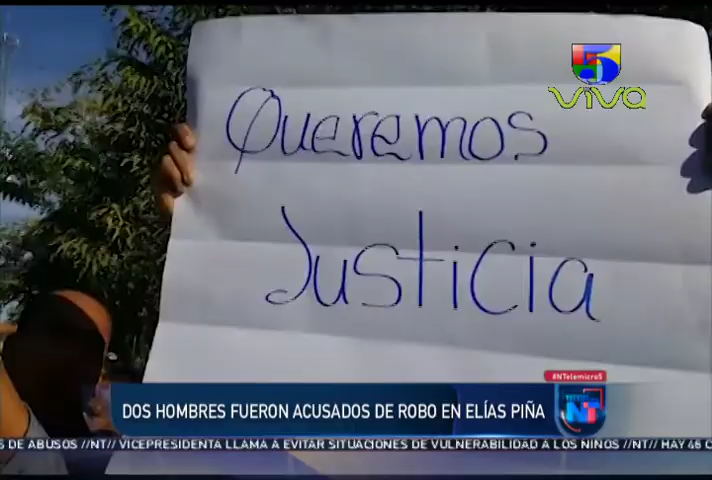 5
VIVA
Queremos
Justicia
#NTelemicro5
DOS HOMBRES FUERON ACUSADOS DE ROBO EN ELÍAS PIÑA
NT
S DE ABUSOS //NT// VICEPRESIDENTA LLAMA A EVITAR SITUACIONES DE VULNERABILIDAD A LOS NIÑOS //NT// HAY 46 C